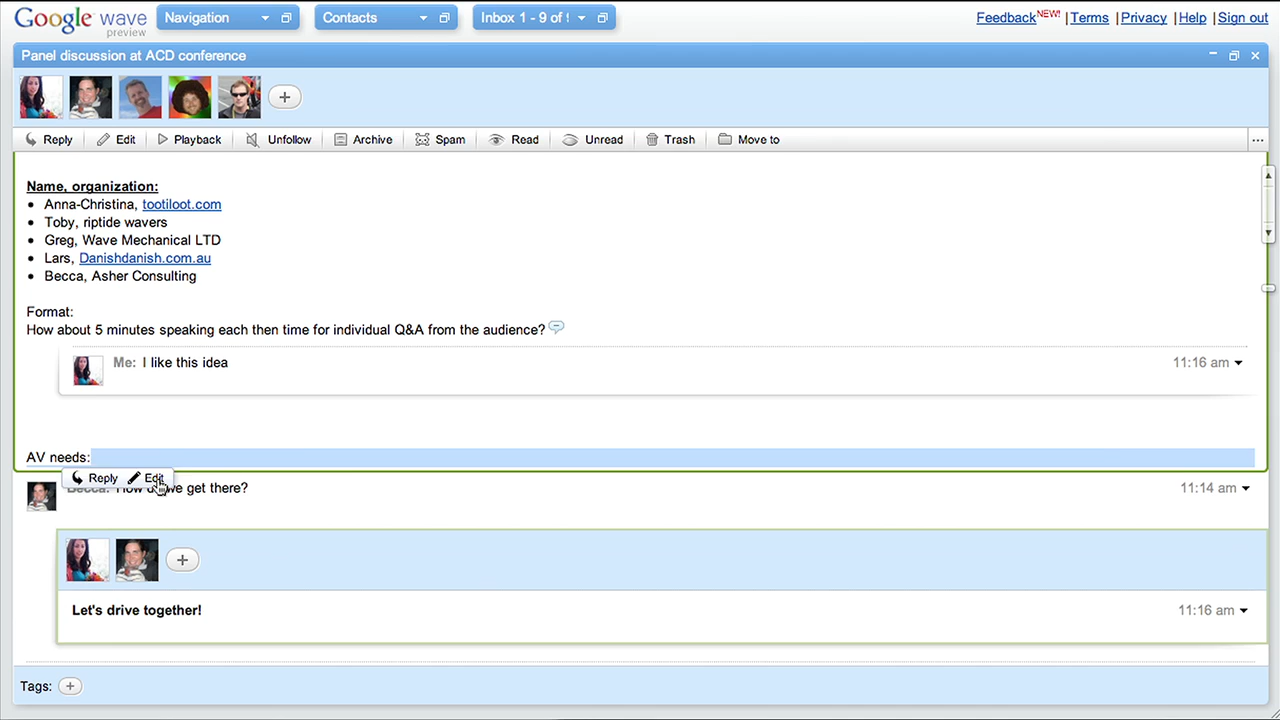 Google wave
preview
Navigation
Contacts
Inbox 1 - 9 of
Feedback NEW! | Terms | Privacy | Help | Sign out
Panel discussion at ACD conference
Reply Edit Playback Unfollow Archive Spam Read Unread Trash Move to
Name, organization:
• Anna-Christina, tootiloot.com
• Toby, riptide wavers
• Greg, Wave Mechanical LTD
• Lars, Danishdanish.com.au
• Becca, Asher Consulting
Format:
How about 5 minutes speaking each then time for individual Q&A from the audience?
Me: I like this idea 11:16 am
AV needs:
Reply Edit
Becca: How do we get there? 11:14 am
Let's drive together! 11:16 am
Tags: